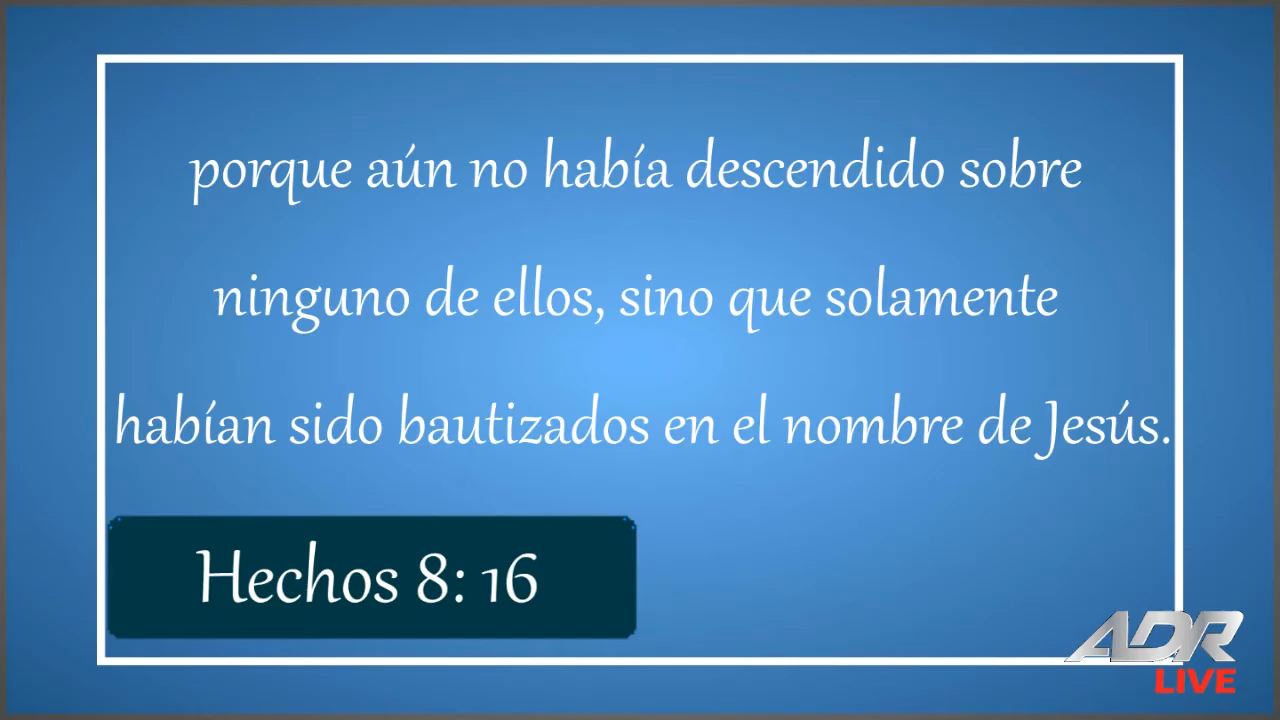 porque aún no había descendido sobre
ninguno de ellos, sino que solamente
habían sido bautizados en el nombre de Jesús.
Hechos 8: 16
ADR
LIVE